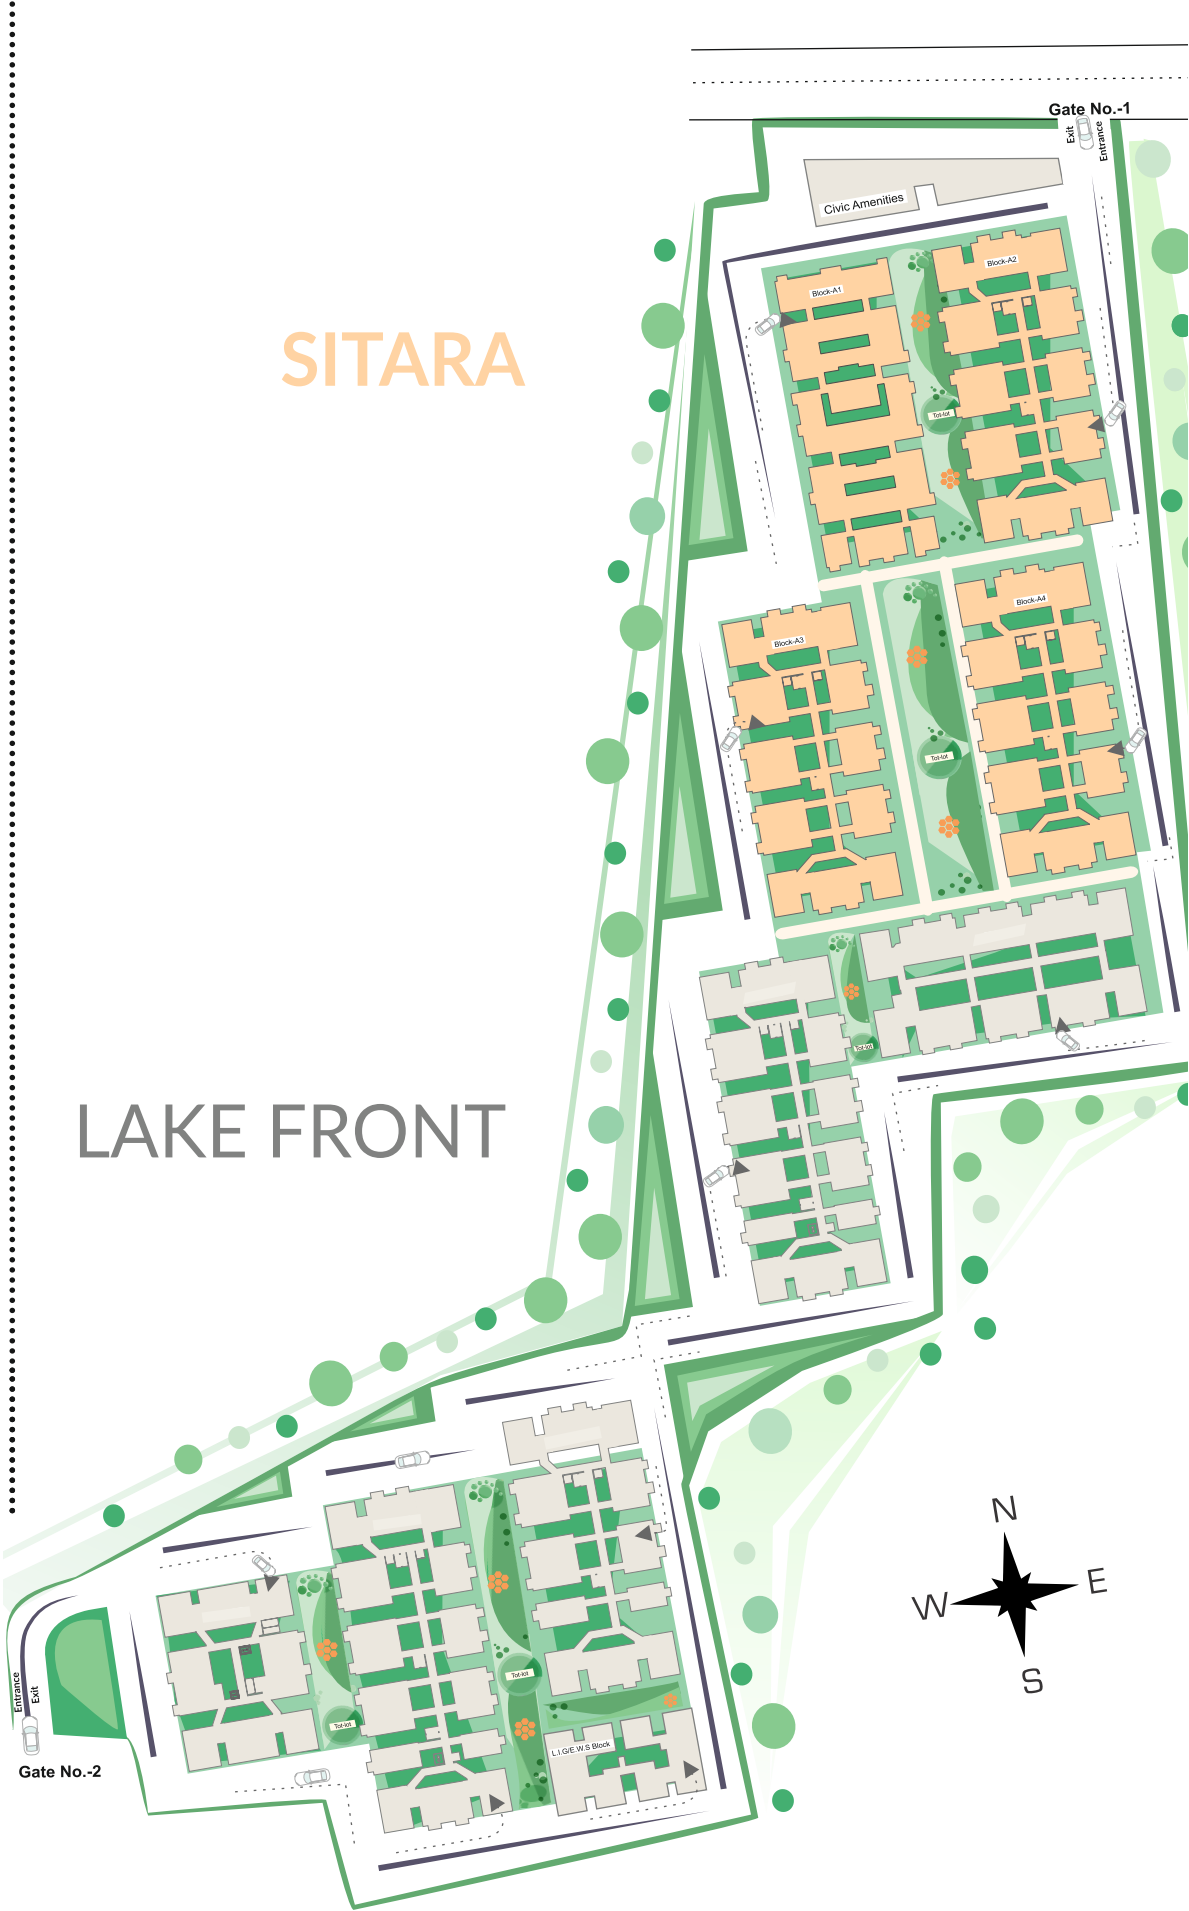 Gate No.-1
Exit
Entrance
Civic Amenities
Block-A2
Block-A1
SITARA
Tot-lot
Block-A4
Block-A3
Tot-lot
Tot-lot
LAKE FRONT
N
W
E
S
Tot-lot
Tot-lot
L.I.G/E.W.S Block
Entrance
Exit
Gate No.-2